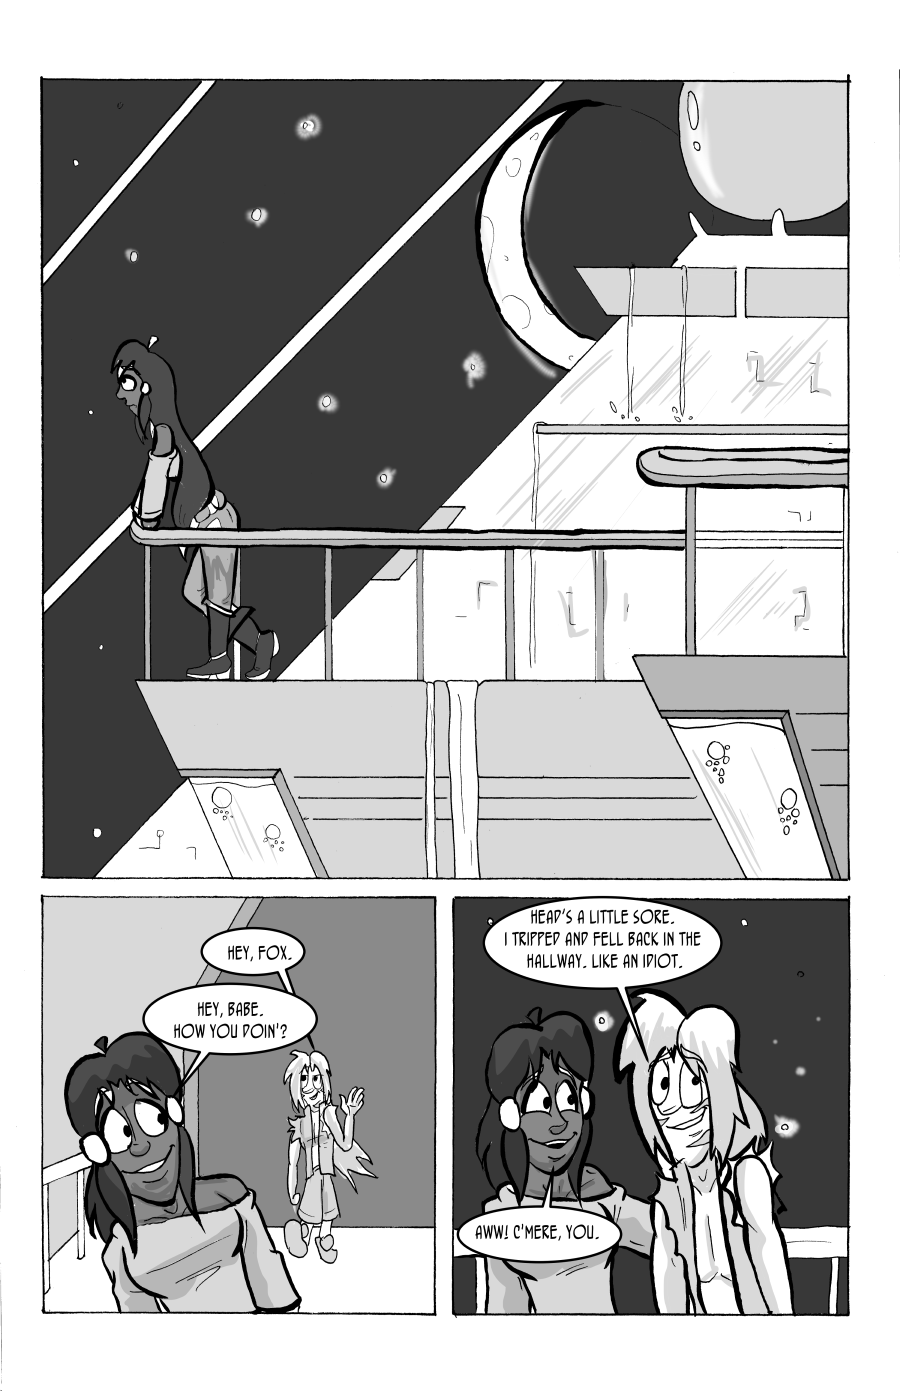 HEY, FOX.
HEY, BABE.
HOW YOU DOIN'?
HEAD'S A LITTLE SORE.
I TRIPPED AND FELL BACK IN THE
HALLWAY. LIKE AN IDIOT.
AWW! C'MERE, YOU.